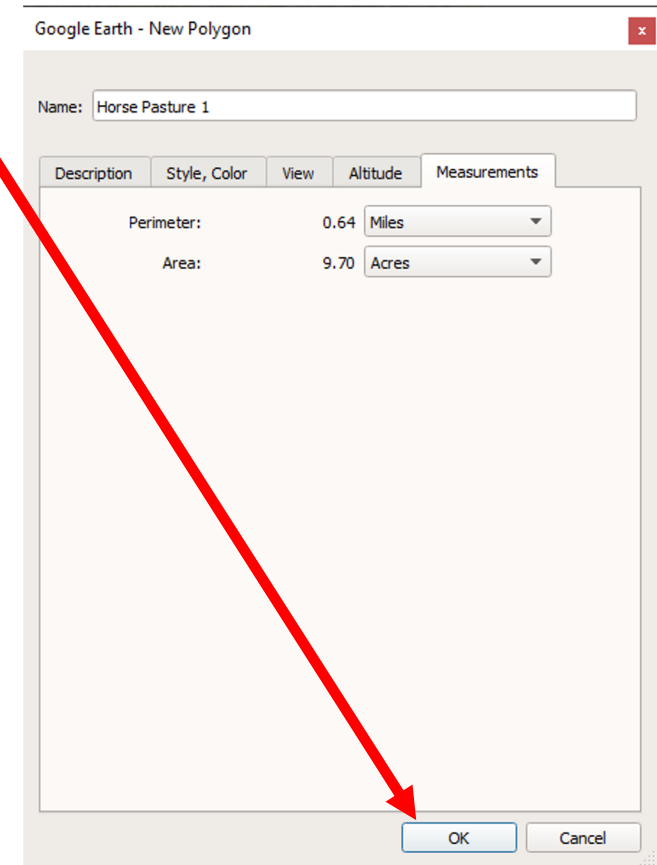 Google Earth - New Polygon x
Name: Horse Pasture 1
Description Style, Color View Altitude Measurements
Perimeter: 0.64 Miles
Area: 9.70 Acres
OK Cancel